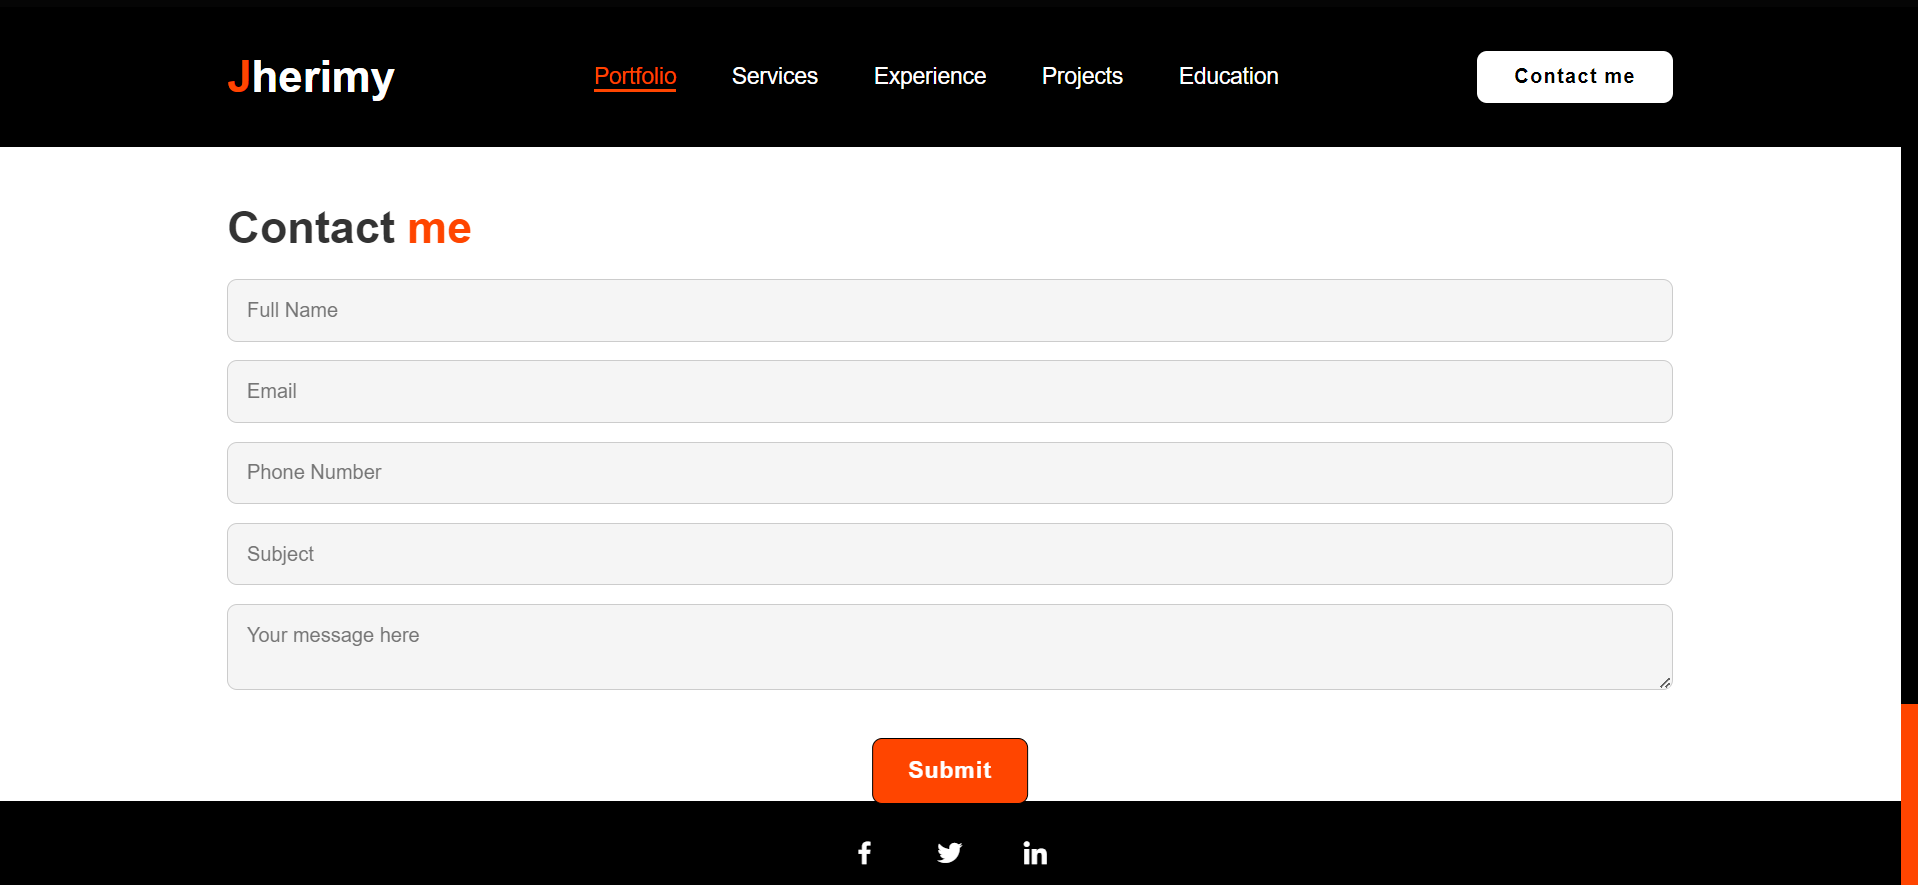 Jherimy
Portfolio
Services
Experience
Projects
Education
Contact me
Contact me
Full Name
Email
Phone Number
Subject
Your message here
Submit